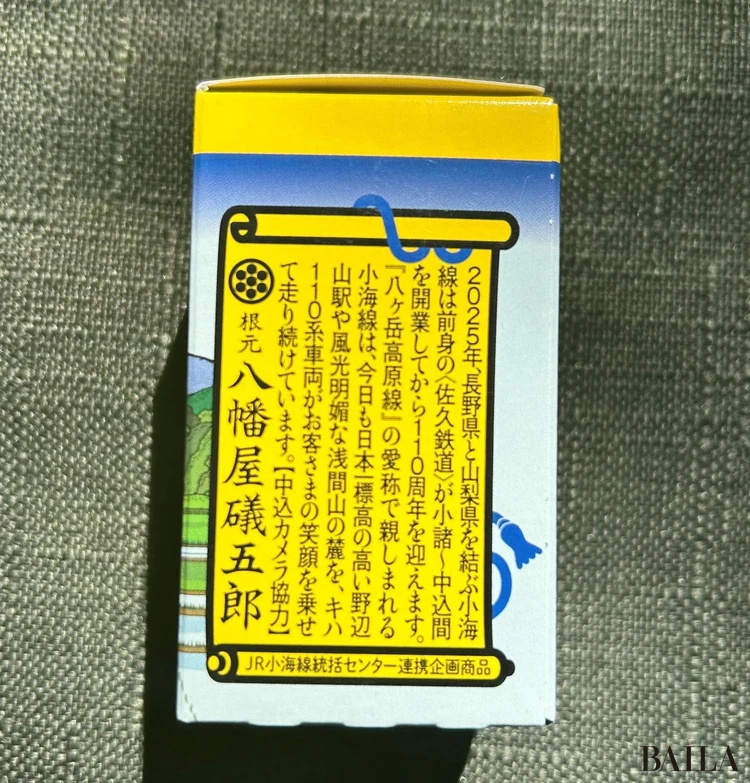 2025年、長野県と山梨県を結ぶ小海
線は前身の〈佐久鉄道〉が小諸~中込間
を開業してから110周年を迎えます。
『八ヶ岳高原線』の愛称で親しまれる
小海線は、今日も日本一標高の高い野辺
山駅や風光明媚な浅間山の麓を、キハ
110系車両がお客さまの笑顔を乗せ
て走り続けています。【中込カメラ協力】
根元 八幡屋礒五郎
JR小海線統括センター連携企画商品
BAILA